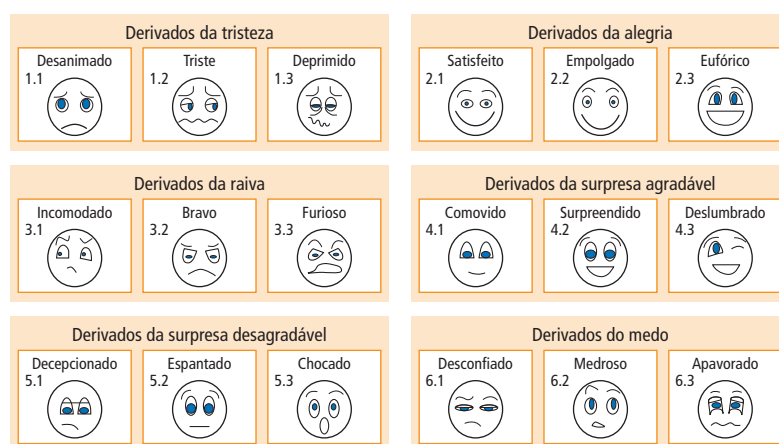 Derivados da tristeza
Desanimado
1.1
Triste
1.2
Deprimido
1.3
Derivados da alegria
Satisfeito
2.1
Empolgado
2.2
Eufórico
2.3
Derivados da raiva
Incomodado
3.1
Bravo
3.2
Furioso
3.3
Derivados da surpresa agradável
Comovido
4.1
Surpreendido
4.2
Deslumbrado
4.3
Derivados da surpresa desagradável
Decepcionado
5.1
Espantado
5.2
Chocado
5.3
Derivados do medo
Desconfiado
6.1
Medroso
6.2
Apavorado
6.3